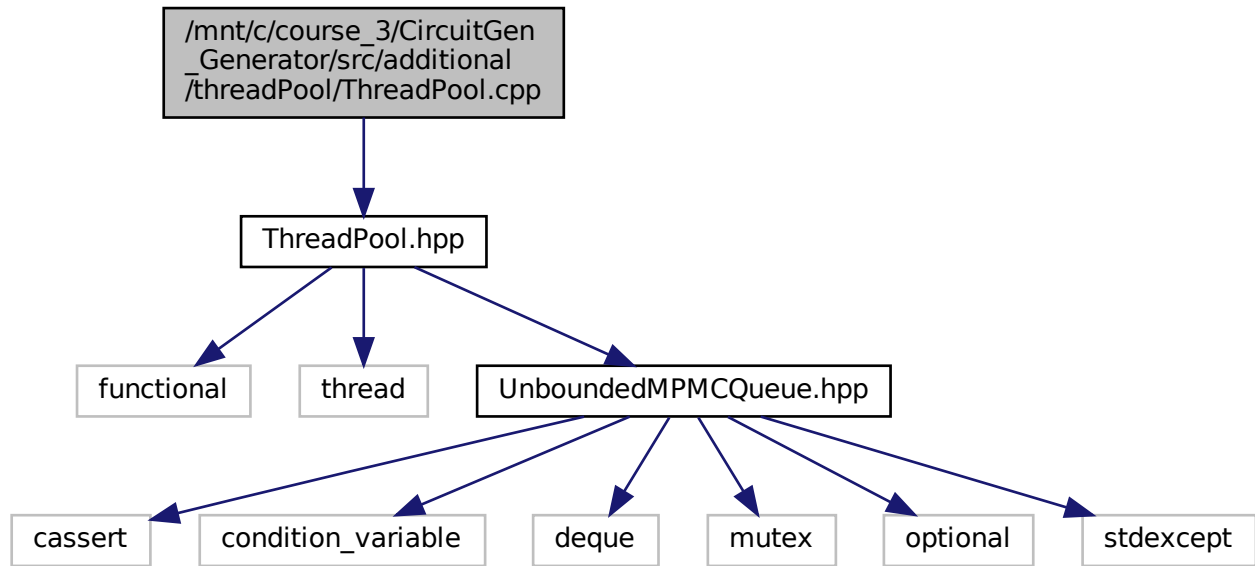 /mnt/c/course_3/CircuitGen
_Generator/src/additional
/threadPool/ThreadPool.cpp
ThreadPool.hpp
functional
thread
UnboundedMPMCQueue.hpp
cassert
condition_variable
deque
mutex
optional
stdexcept